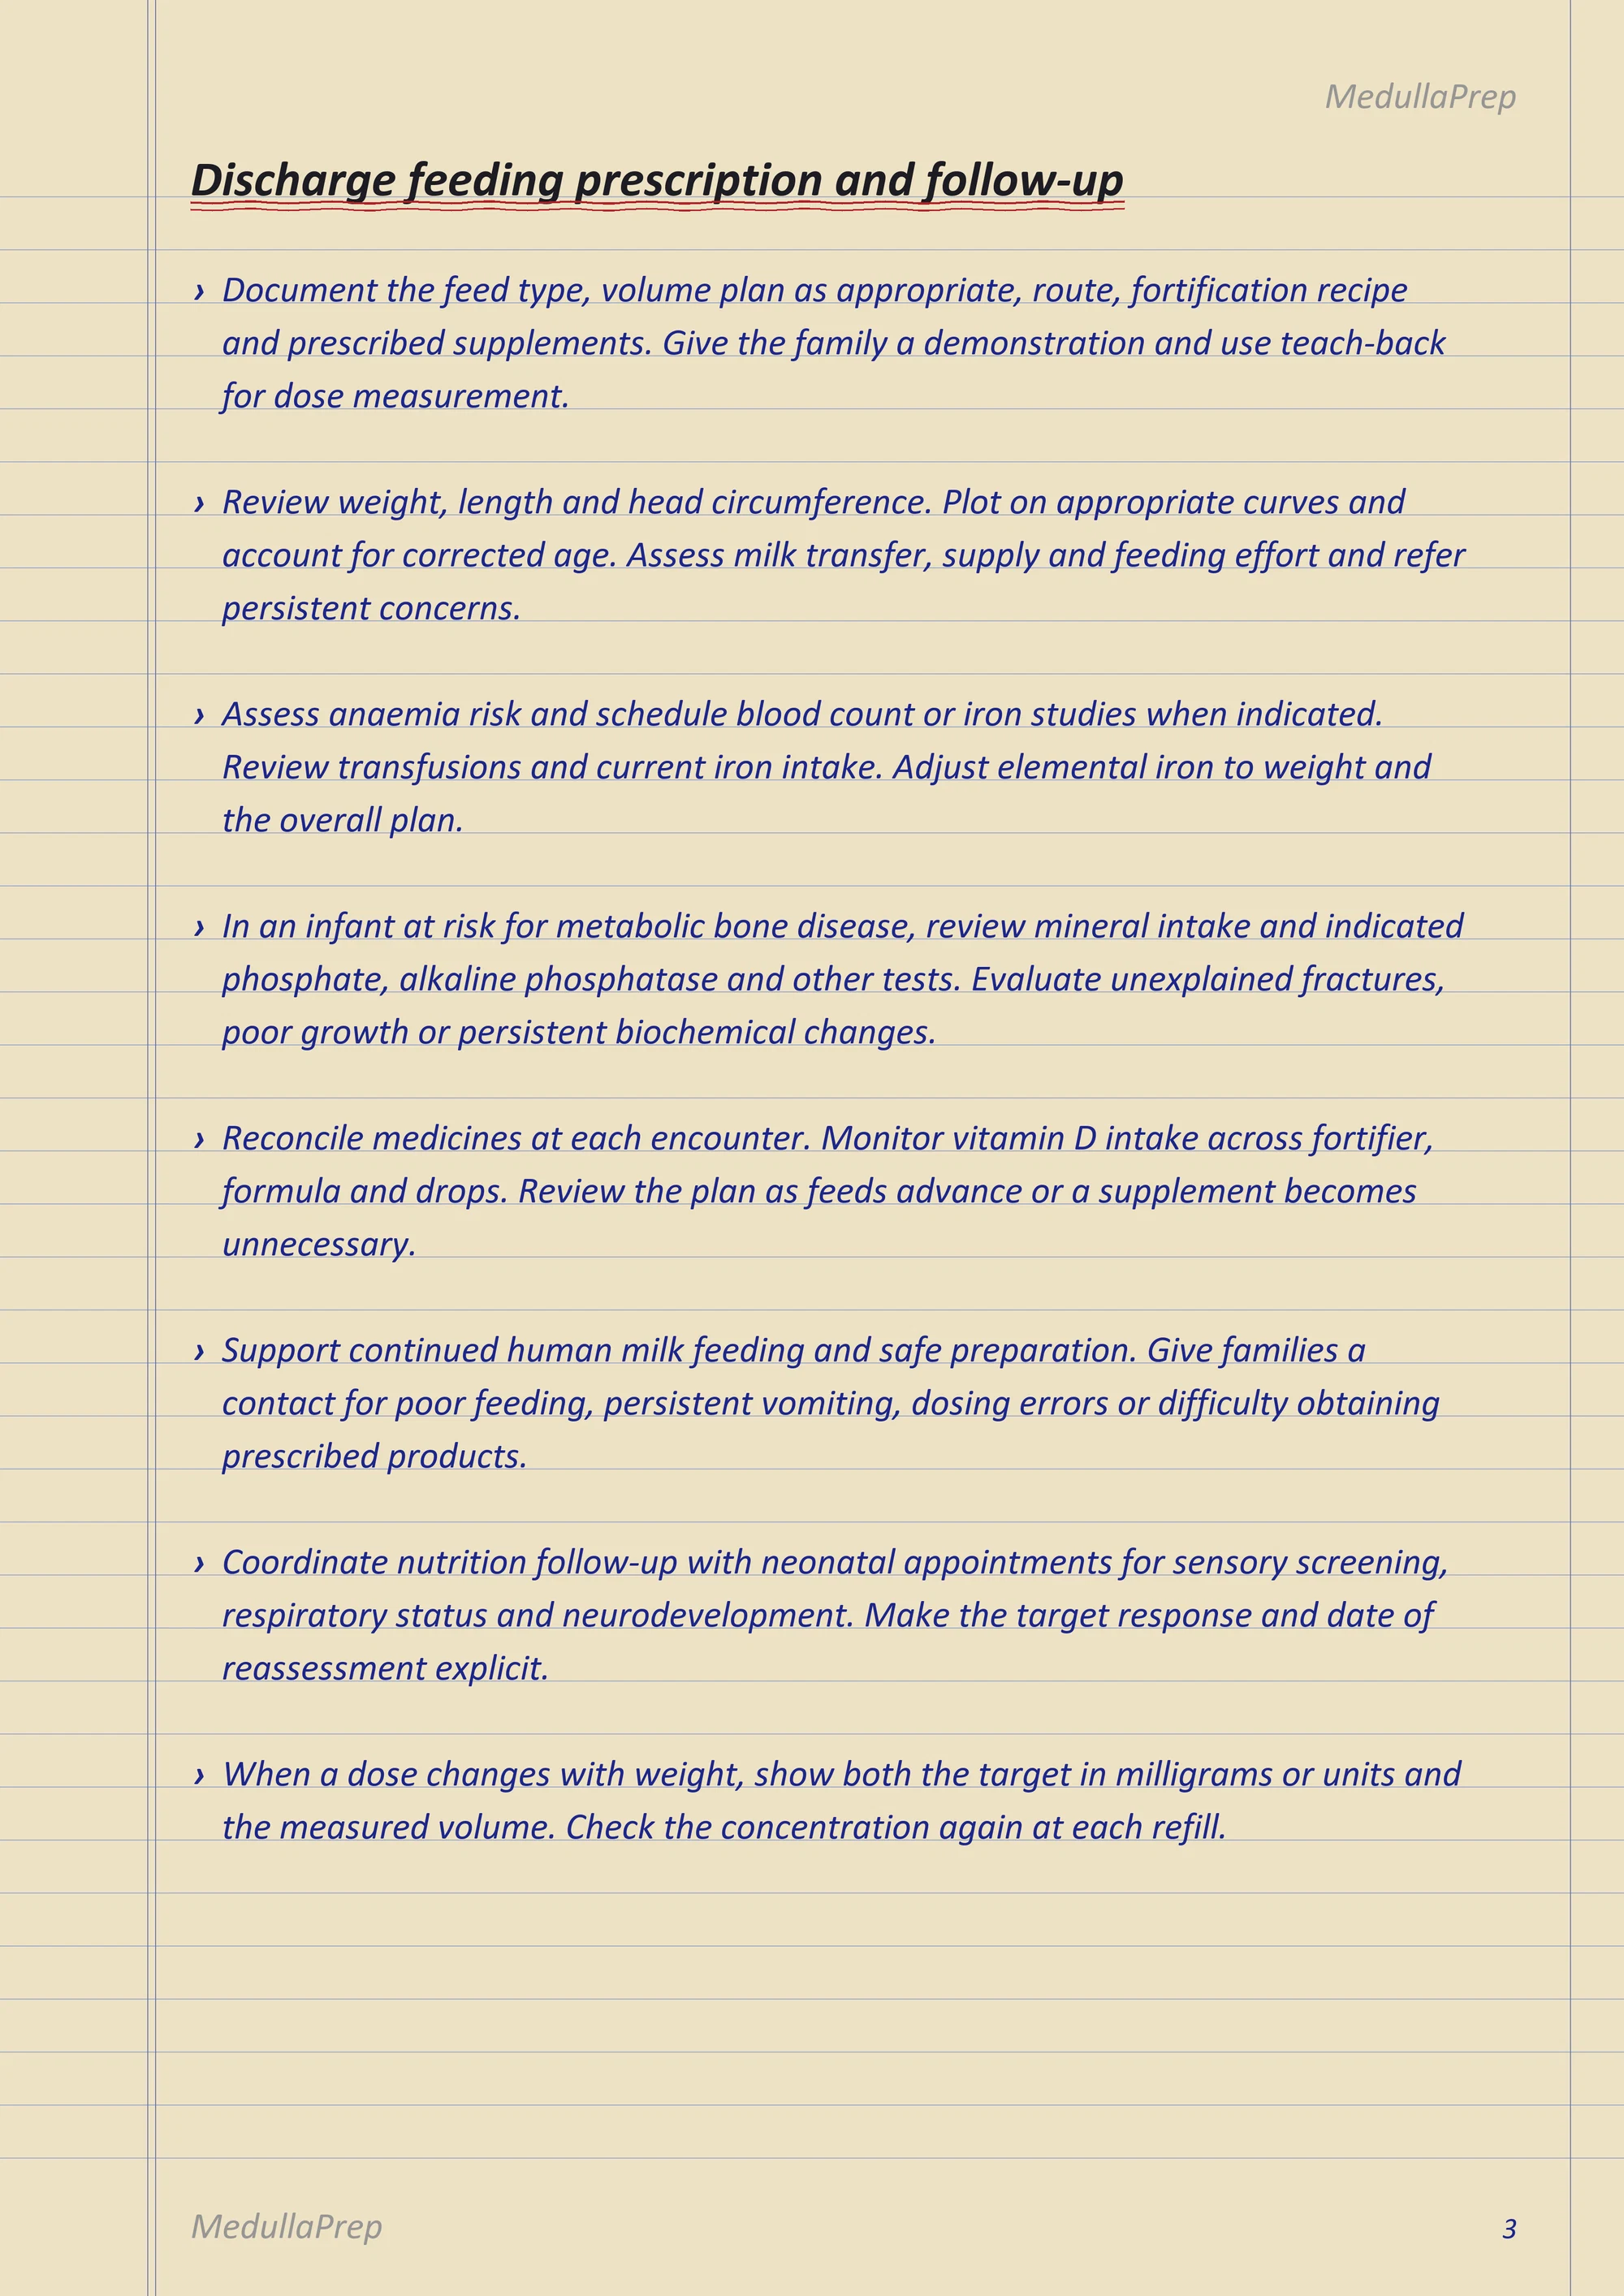 MedullaPrep
Discharge feeding prescription and follow-up
› Document the feed type, volume plan as appropriate, route, fortification recipe
and prescribed supplements. Give the family a demonstration and use teach-back
for dose measurement.
› Review weight, length and head circumference. Plot on appropriate curves and
account for corrected age. Assess milk transfer, supply and feeding effort and refer
persistent concerns.
› Assess anaemia risk and schedule blood count or iron studies when indicated.
Review transfusions and current iron intake. Adjust elemental iron to weight and
the overall plan.
› In an infant at risk for metabolic bone disease, review mineral intake and indicated
phosphate, alkaline phosphatase and other tests. Evaluate unexplained fractures,
poor growth or persistent biochemical changes.
› Reconcile medicines at each encounter. Monitor vitamin D intake across fortifier,
formula and drops. Review the plan as feeds advance or a supplement becomes
unnecessary.
› Support continued human milk feeding and safe preparation. Give families a
contact for poor feeding, persistent vomiting, dosing errors or difficulty obtaining
prescribed products.
› Coordinate nutrition follow-up with neonatal appointments for sensory screening,
respiratory status and neurodevelopment. Make the target response and date of
reassessment explicit.
› When a dose changes with weight, show both the target in milligrams or units and
the measured volume. Check the concentration again at each refill.
MedullaPrep
3